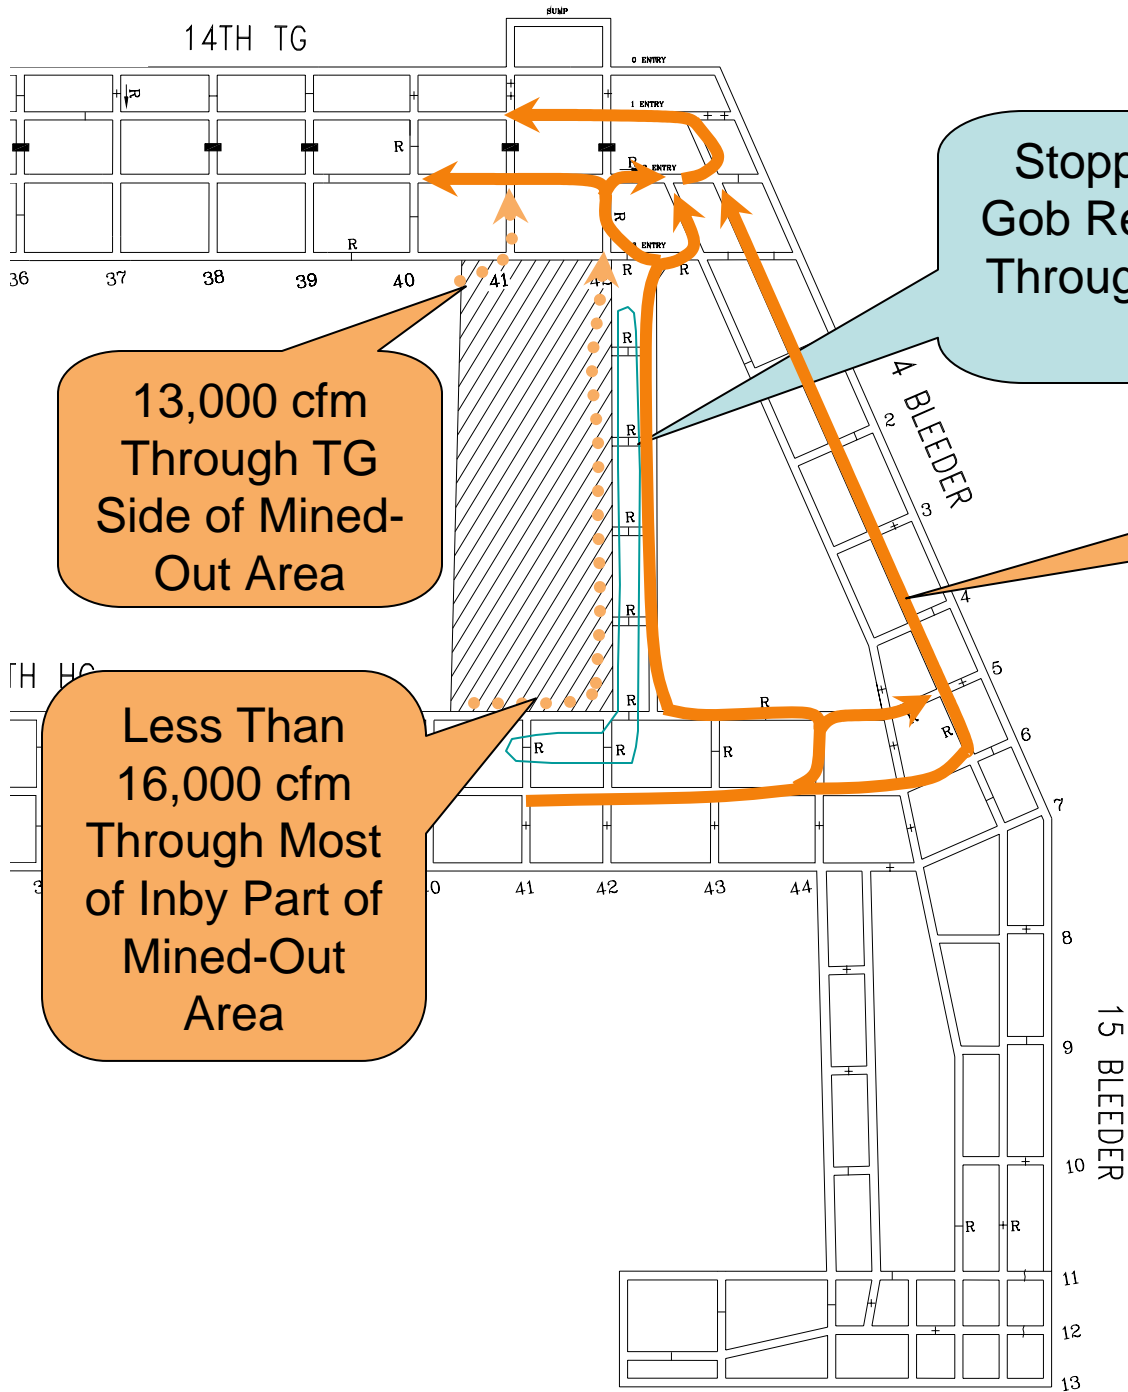 SUMP
14TH TG
0 ENTRY
1 ENTRY
R
R
R
ENTRY
R
R
ENTRY
R
R
36
37
38
39
40
41
Stopp
Gob Re
Throug
13,000 cfm
Through TG
Side of Mined-
Out Area
R
R
R
R
R
4 BLEEDER
2
3
4
5
6
7
TH
Less Than
16,000 cfm
Through Most
of Inby Part of
Mined-Out
Area
R
R
R
R
R
R
41
42
43
44
8
9
10
11
12
13
15 BLEEDER
R
R